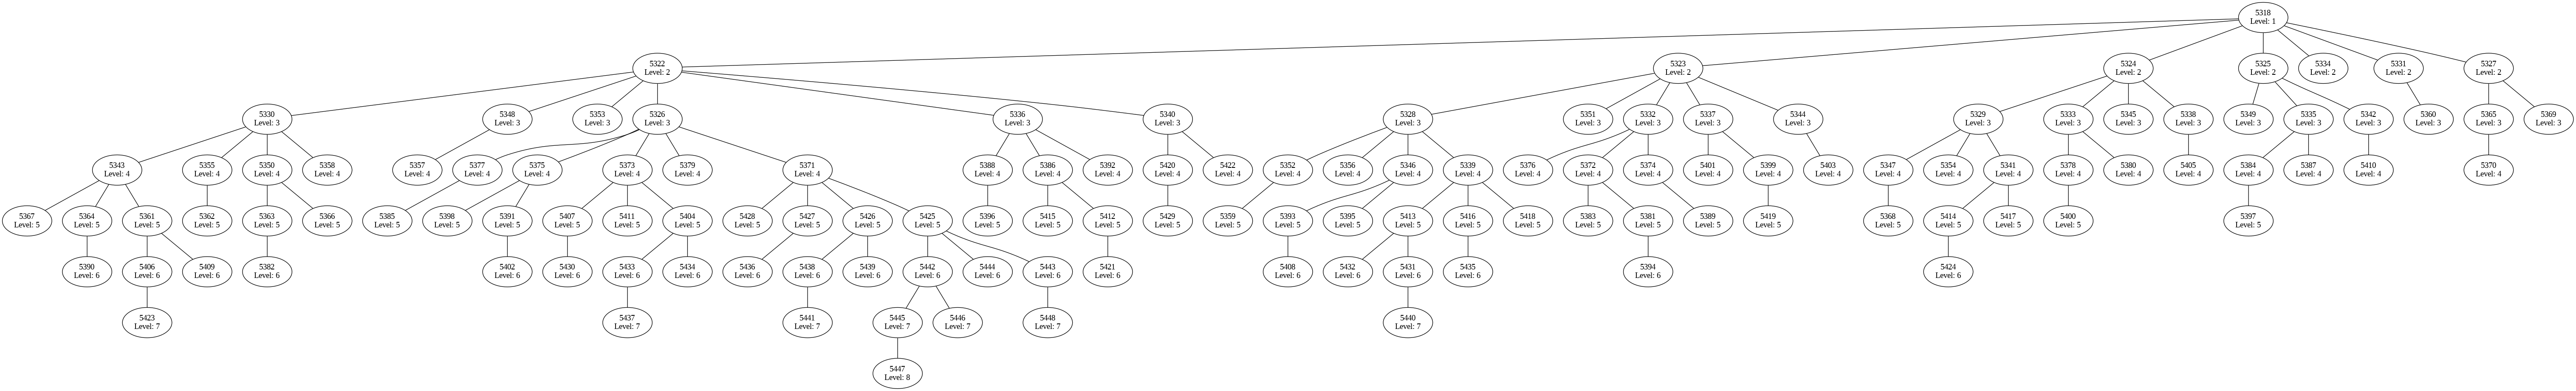 5318
Level: 1
5322
Level: 2
5323
Level: 2
5324
Level: 2
5325
Level: 2
5334
Level: 2
5331
Level: 2
5327
Level: 2
5330
Level: 3
5348
Level: 3
5353
Level: 3
5326
Level: 3
5336
Level: 3
5340
Level: 3
5328
Level: 3
5351
Level: 3
5332
Level: 3
5337
Level: 3
5344
Level: 3
5329
Level: 3
5333
Level: 3
5345
Level: 3
5338
Level: 3
5349
Level: 3
5335
Level: 3
5342
Level: 3
5360
Level: 3
5365
Level: 3
5369
Level: 3
5343
Level: 4
5355
Level: 4
5350
Level: 4
5358
Level: 4
5357
Level: 4
5377
Level: 4
5375
Level: 4
5373
Level: 4
5379
Level: 4
5371
Level: 4
5388
Level: 4
5386
Level: 4
5392
Level: 4
5420
Level: 4
5422
Level: 4
5352
Level: 4
5356
Level: 4
5346
Level: 4
5339
Level: 4
5376
Level: 4
5372
Level: 4
5374
Level: 4
5401
Level: 4
5399
Level: 4
5403
Level: 4
5347
Level: 4
5354
Level: 4
5341
Level: 4
5378
Level: 4
5380
Level: 4
5405
Level: 4
5384
Level: 4
5387
Level: 4
5410
Level: 4
5370
Level: 4
5367
Level: 5
5364
Level: 5
5361
Level: 5
5362
Level: 5
5363
Level: 5
5366
Level: 5
5385
Level: 5
5398
Level: 5
5391
Level: 5
5407
Level: 5
5411
Level: 5
5404
Level: 5
5428
Level: 5
5427
Level: 5
5426
Level: 5
5425
Level: 5
5396
Level: 5
5415
Level: 5
5412
Level: 5
5429
Level: 5
5359
Level: 5
5393
Level: 5
5395
Level: 5
5413
Level: 5
5416
Level: 5
5418
Level: 5
5383
Level: 5
5381
Level: 5
5389
Level: 5
5419
Level: 5
5368
Level: 5
5414
Level: 5
5417
Level: 5
5400
Level: 5
5397
Level: 5
5390
Level: 6
5406
Level: 6
5409
Level: 6
5382
Level: 6
5402
Level: 6
5430
Level: 6
5433
Level: 6
5434
Level: 6
5436
Level: 6
5438
Level: 6
5439
Level: 6
5442
Level: 6
5444
Level: 6
5443
Level: 6
5421
Level: 6
5408
Level: 6
5432
Level: 6
5431
Level: 6
5435
Level: 6
5394
Level: 6
5424
Level: 6
5423
Level: 7
5437
Level: 7
5441
Level: 7
5445
Level: 7
5446
Level: 7
5448
Level: 7
5440
Level: 7
5447
Level: 8